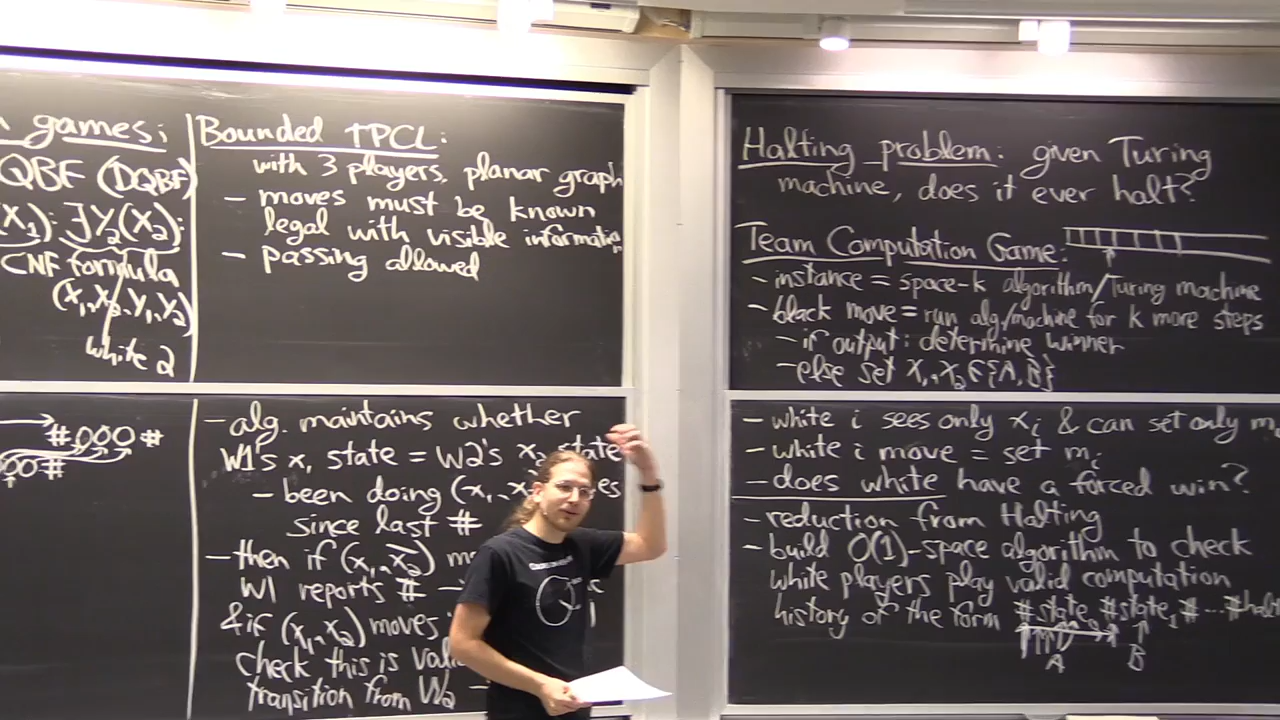 games:
QBF (DQBF)
(X₁): ∃Y₂(X₂):
CNF formula
(X₁,X₂,Y₁,Y₂)
white 2
Bounded TPCL:
with 3 players, planar graph
- moves must be known
legal with visible information
- passing allowed
#000#
00#
- alg. maintains whether
W1's x, state = W2's x₂ state
- been doing (x₁,x
since last #
- then if (x₁,x₂)
W1 reports #
& if (x₁,x₂) moves
check this is
transition from W2
Halting problem: given Turing
machine, does it ever halt?
Team Computation Game:
- instance = space-k algorithm/Turing machine
- black move = run alg/machine for k more steps
- if output: determine winner
- else set x₁,x₂∈{A,B}
- white i sees only xᵢ & can set only m
- white i move = set mᵢ
- does white have a forced win?
- reduction from Halting
- build O(1)-space algorithm to check
white players play valid computation
history of the form #state₀#state₁#...#halt
A B